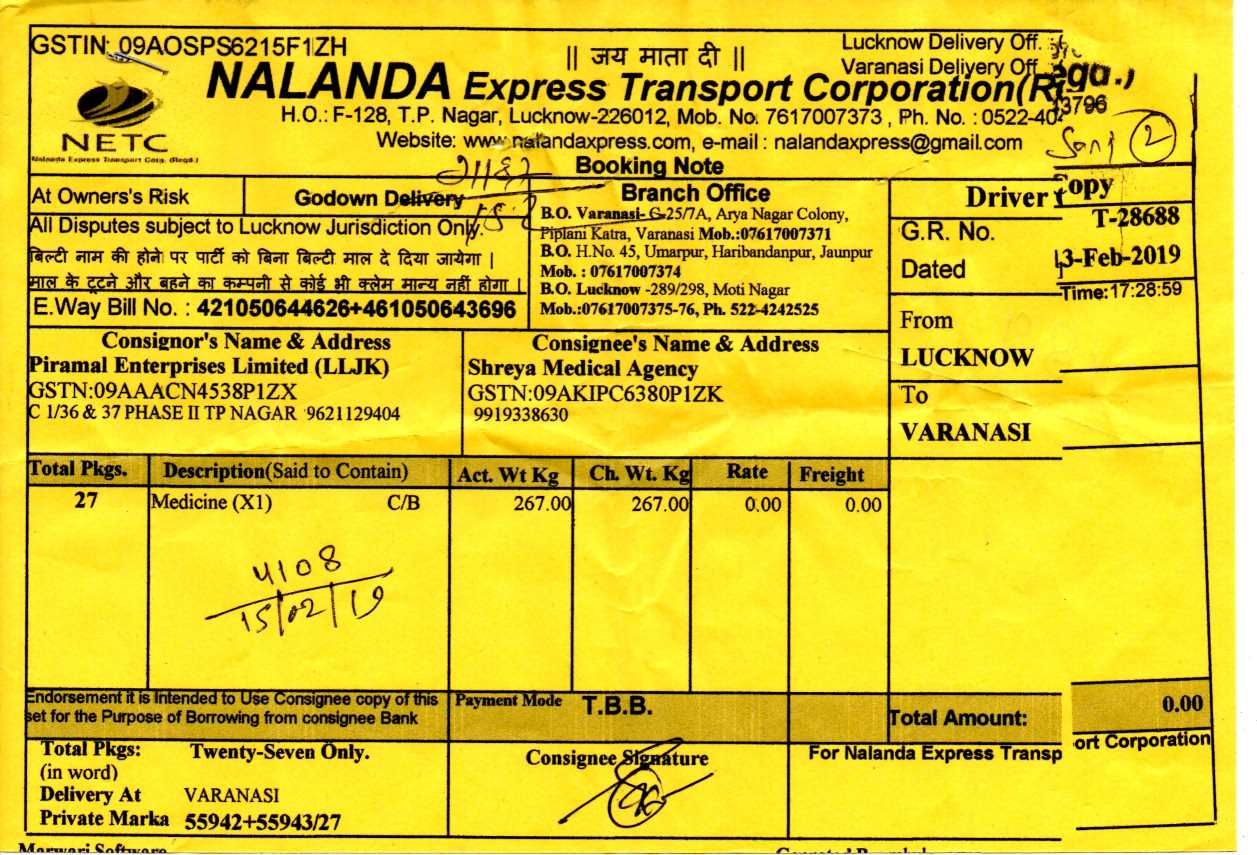 GSTIN: 09AOSPS6215F1ZH
|| जय माता दी ||
Lucknow Delivery Off.
Varanasi Delivery Off.
NETC
Nalanda Express Transport Corp. (Regd.)
NALANDA Express Transport Corporation(Regd.)
H.O.: F-128, T.P. Nagar, Lucknow-226012, Mob. No. 7617007373 , Ph. No. : 0522-40 3796
Website: www.nalandaxpress.com, e-mail : nalandaxpress@gmail.com
Booking Note
2
At Owners's Risk
Godown Delivery
All Disputes subject to Lucknow Jurisdiction Only.
बिल्टी नाम की होने पर पार्टी को बिना बिल्टी माल दे दिया जायेगा |
माल के टूटने और बहने का कम्पनी से कोई भी क्लेम मान्य नहीं होगा |
E.Way Bill No. : 421050644626+461050643696
Branch Office
B.O. Varanasi- G-25/7A, Arya Nagar Colony,
Piplani Katra, Varanasi Mob.:07617007371
B.O. H.No. 45, Umarpur, Haribandanpur, Jaunpur
Mob. : 07617007374
B.O. Lucknow -289/298, Moti Nagar
Mob.:07617007375-76, Ph. 522-4242525
Driver Copy
G.R. No. T-28688
Dated 13-Feb-2019
Time: 17:28:59
From
LUCKNOW
To
VARANASI
Consignor's Name & Address
Piramal Enterprises Limited (LLJK)
GSTN:09AAACN4538P1ZX
C 1/36 & 37 PHASE II TP NAGAR 9621129404
Consignee's Name & Address
Shreya Medical Agency
GSTN:09AKIPC6380P1ZK
9919338630
Total Pkgs. Description(Said to Contain) Act. Wt Kg Ch. Wt. Kg Rate Freight
27 Medicine (X1) C/B 267.00 267.00 0.00 0.00
4108
15/02/19
Endorsement it is Intended to Use Consignee copy of this
set for the Purpose of Borrowing from consignee Bank
Payment Mode T.B.B.
Total Amount: 0.00
Total Pkgs: Twenty-Seven Only.
(in word)
Delivery At VARANASI
Private Marka 55942+55943/27
Consignee Signature
For Nalanda Express Transport Corporation
Marwari Software